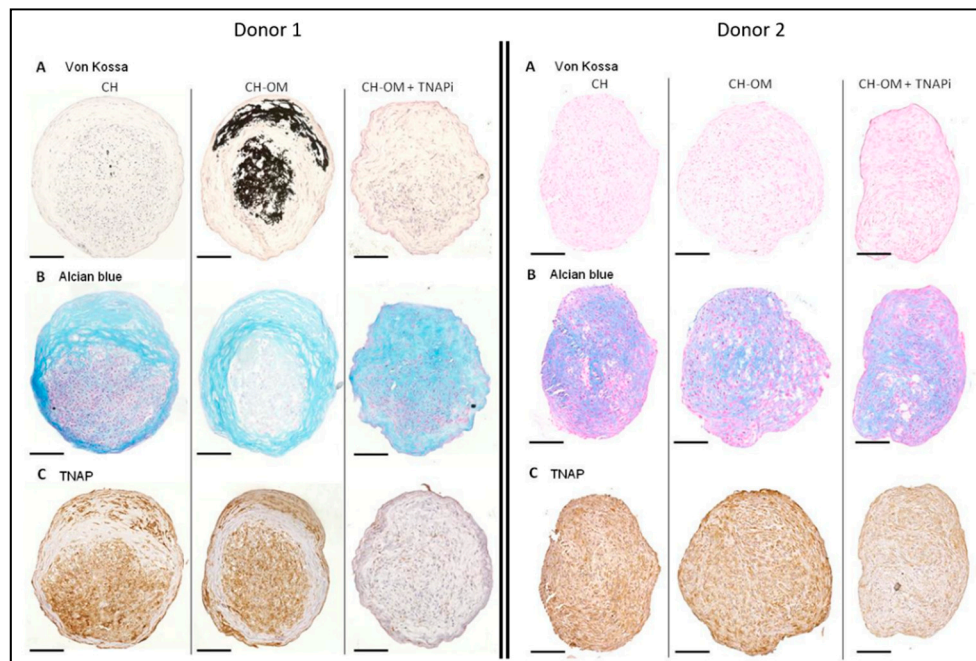 Donor 1
Donor 2
A Von Kossa
CH
CH-OM
CH-OM + TNAPi
B Alcian blue
C TNAP
A Von Kossa
CH
CH-OM
CH-OM + TNAPi
B Alcian blue
C TNAP